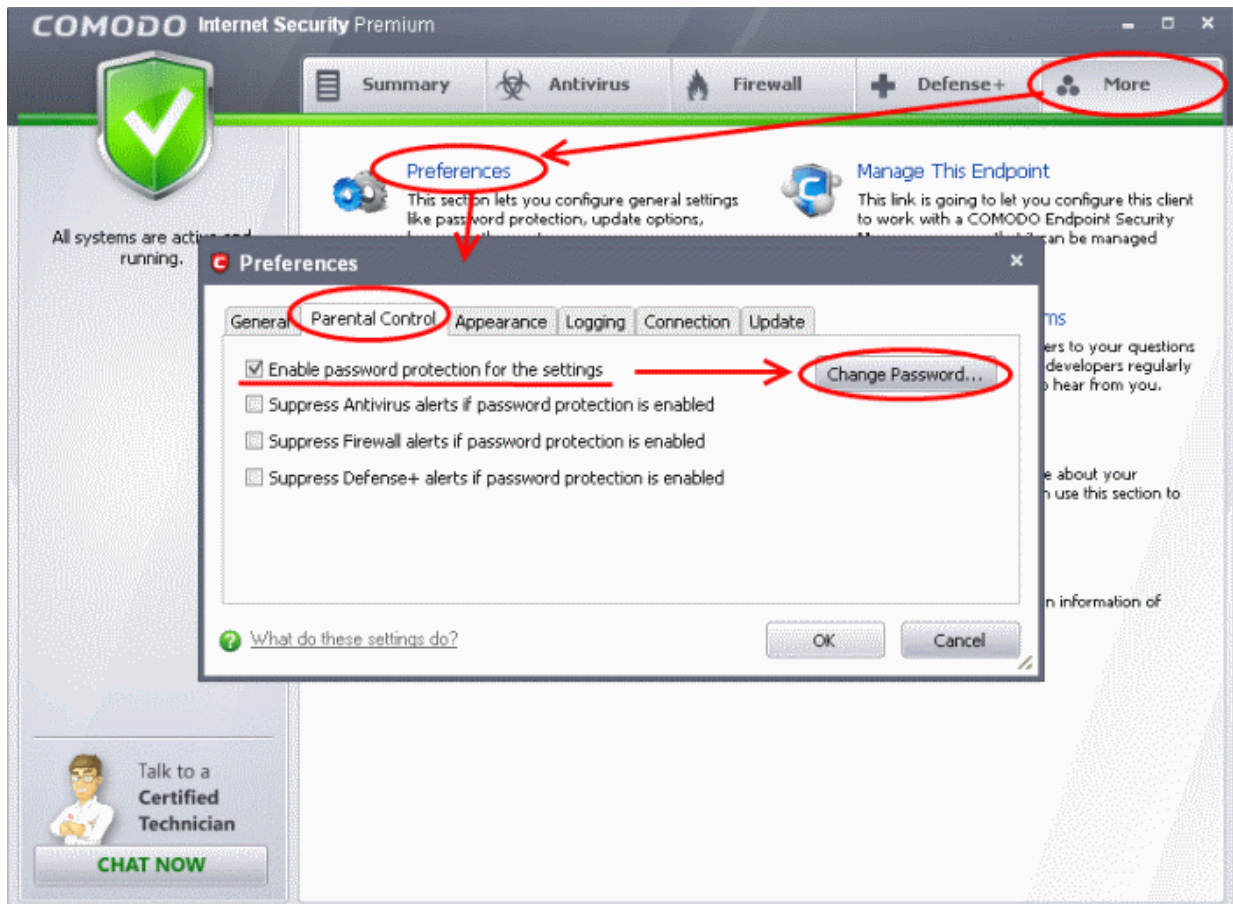 COMODO Internet Security Premium
Summary
Antivirus
Firewall
Defense+
More
All systems are active and
running.
Preferences
This section lets you configure general settings
like password protection, update options,
Manage This Endpoint
This link is going to let you configure this client
to work with a COMODO Endpoint Security
can be managed
Preferences
General
Parental Control
Appearance
Logging
Connection
Update
Enable password protection for the settings
Change Password...
Suppress Antivirus alerts if password protection is enabled
Suppress Firewall alerts if password protection is enabled
Suppress Defense+ alerts if password protection is enabled
What do these settings do?
OK
Cancel
ms
ers to your questions
developers regularly
hear from you.
e about your
use this section to
n information of
Talk to a
Certified
Technician
CHAT NOW